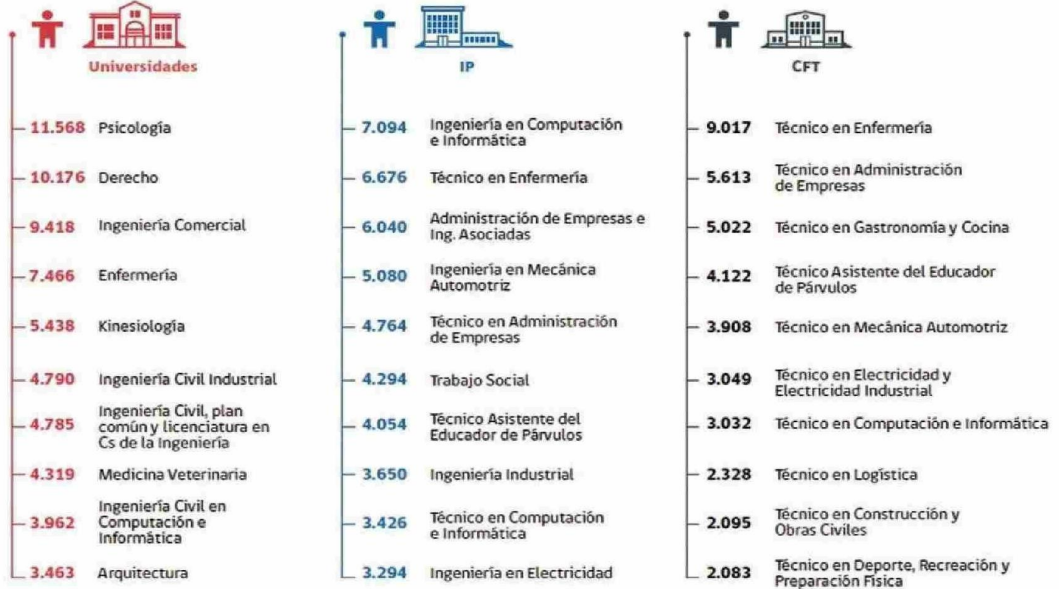 Universidades
11.568 Psicología
10.176 Derecho
9.418 Ingeniería Comercial
7.466 Enfermería
5.438 Kinesiología
4.790 Ingeniería Civil Industrial
4.785 Ingeniería Civil, plan
común y licenciatura en
Cs de la Ingeniería
4.319 Medicina Veterinaria
3.962 Ingeniería Civil en
Computación e
Informática
3.463 Arquitectura
IP
7.094 Ingeniería en Computación
e Informática
6.676 Técnico en Enfermería
6.040 Administración de Empresas e
Ing. Asociadas
5.080 Ingeniería en Mecánica
Automotriz
4.764 Técnico en Administración
de Empresas
4.294 Trabajo Social
4.054 Técnico Asistente del
Educador de Párvulos
3.650 Ingeniería Industrial
3.426 Técnico en Computación
e Informática
3.294 Ingeniería en Electricidad
CFT
9.017 Técnico en Enfermería
5.613 Técnico en Administración
de Empresas
5.022 Técnico en Gastronomía y Cocina
4.122 Técnico Asistente del Educador
de Párvulos
3.908 Técnico en Mecánica Automotriz
3.049 Técnico en Electricidad y
Electricidad Industrial
3.032 Técnico en Computación e Informática
2.328 Técnico en Logística
2.095 Técnico en Construcción y
Obras Civiles
2.083 Técnico en Deporte, Recreación y
Preparación Física